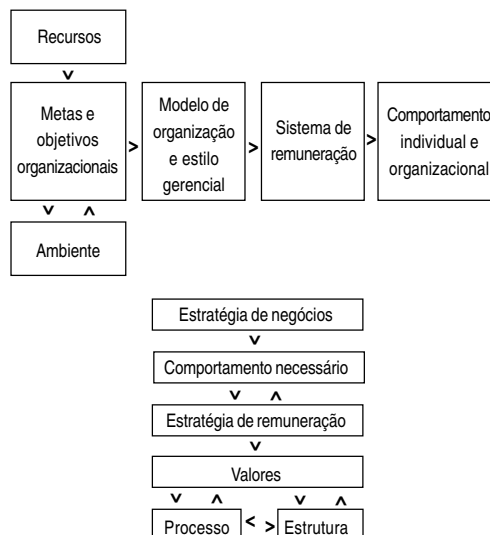 Recursos
Metas e
objetivos
organizacionais
Modelo de
organização
e estilo
gerencial
Sistema de
remuneração
Comportamento
individual e
organizacional
Ambiente
Estratégia de negócios
Comportamento necessário
Estratégia de remuneração
Valores
Processo
Estrutura